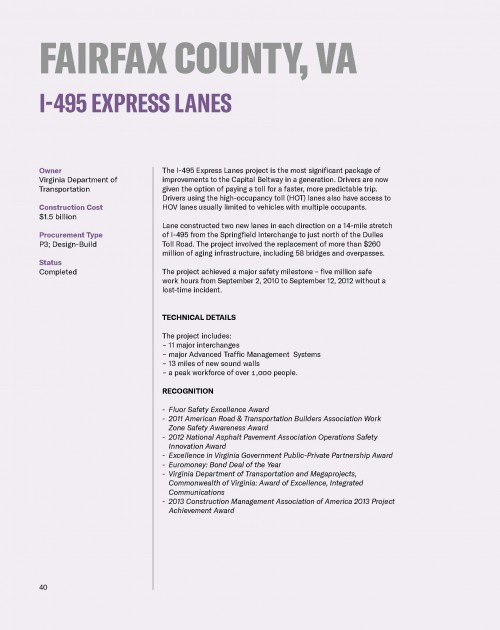 FAIRFAX COUNTY, VA
I-495 EXPRESS LANES
Owner
Virginia Department of
Transportation
Construction Cost
$1.5 billion
Procurement Type
P3; Design-Build
Status
Completed
The I-495 Express Lanes project is the most significant package of
improvements to the Capital Beltway in a generation. Drivers are now
given the option of paying a toll for a faster, more predictable trip.
Drivers using the high-occupancy toll (HOT) lanes also have access to
HOV lanes usually limited to vehicles with multiple occupants.
Lane constructed two new lanes in each direction on a 14-mile stretch
of I-495 from the Springfield Interchange to just north of the Dulles
Toll Road. The project involved the replacement of more than $260
million of aging infrastructure, including 58 bridges and overpasses.
The project achieved a major safety milestone – five million safe
work hours from September 2, 2010 to September 12, 2012 without a
lost-time incident.
TECHNICAL DETAILS
The project includes:
– 11 major interchanges
– major Advanced Traffic Management Systems
– 13 miles of new sound walls
– a peak workforce of over 1,000 people.
RECOGNITION
- Fluor Safety Excellence Award
- 2011 American Road & Transportation Builders Association Work
Zone Safety Awareness Award
- 2012 National Asphalt Pavement Association Operations Safety
Innovation Award
- Excellence in Virginia Government Public-Private Partnership Award
- Euromoney: Bond Deal of the Year
- Virginia Department of Transportation and Megaprojects,
Commonwealth of Virginia: Award of Excellence, Integrated
Communications
- 2013 Construction Management Association of America 2013 Project
Achievement Award
40